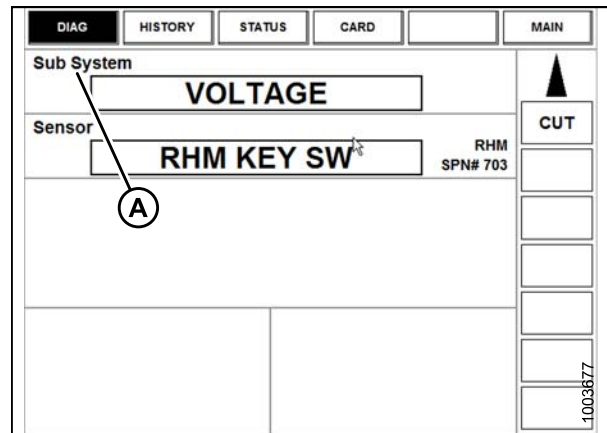 DIAG HISTORY STATUS CARD MAIN
Sub System
VOLTAGE
CUT
Sensor
RHM KEY SW
RHM
SPN# 703
A
1003677